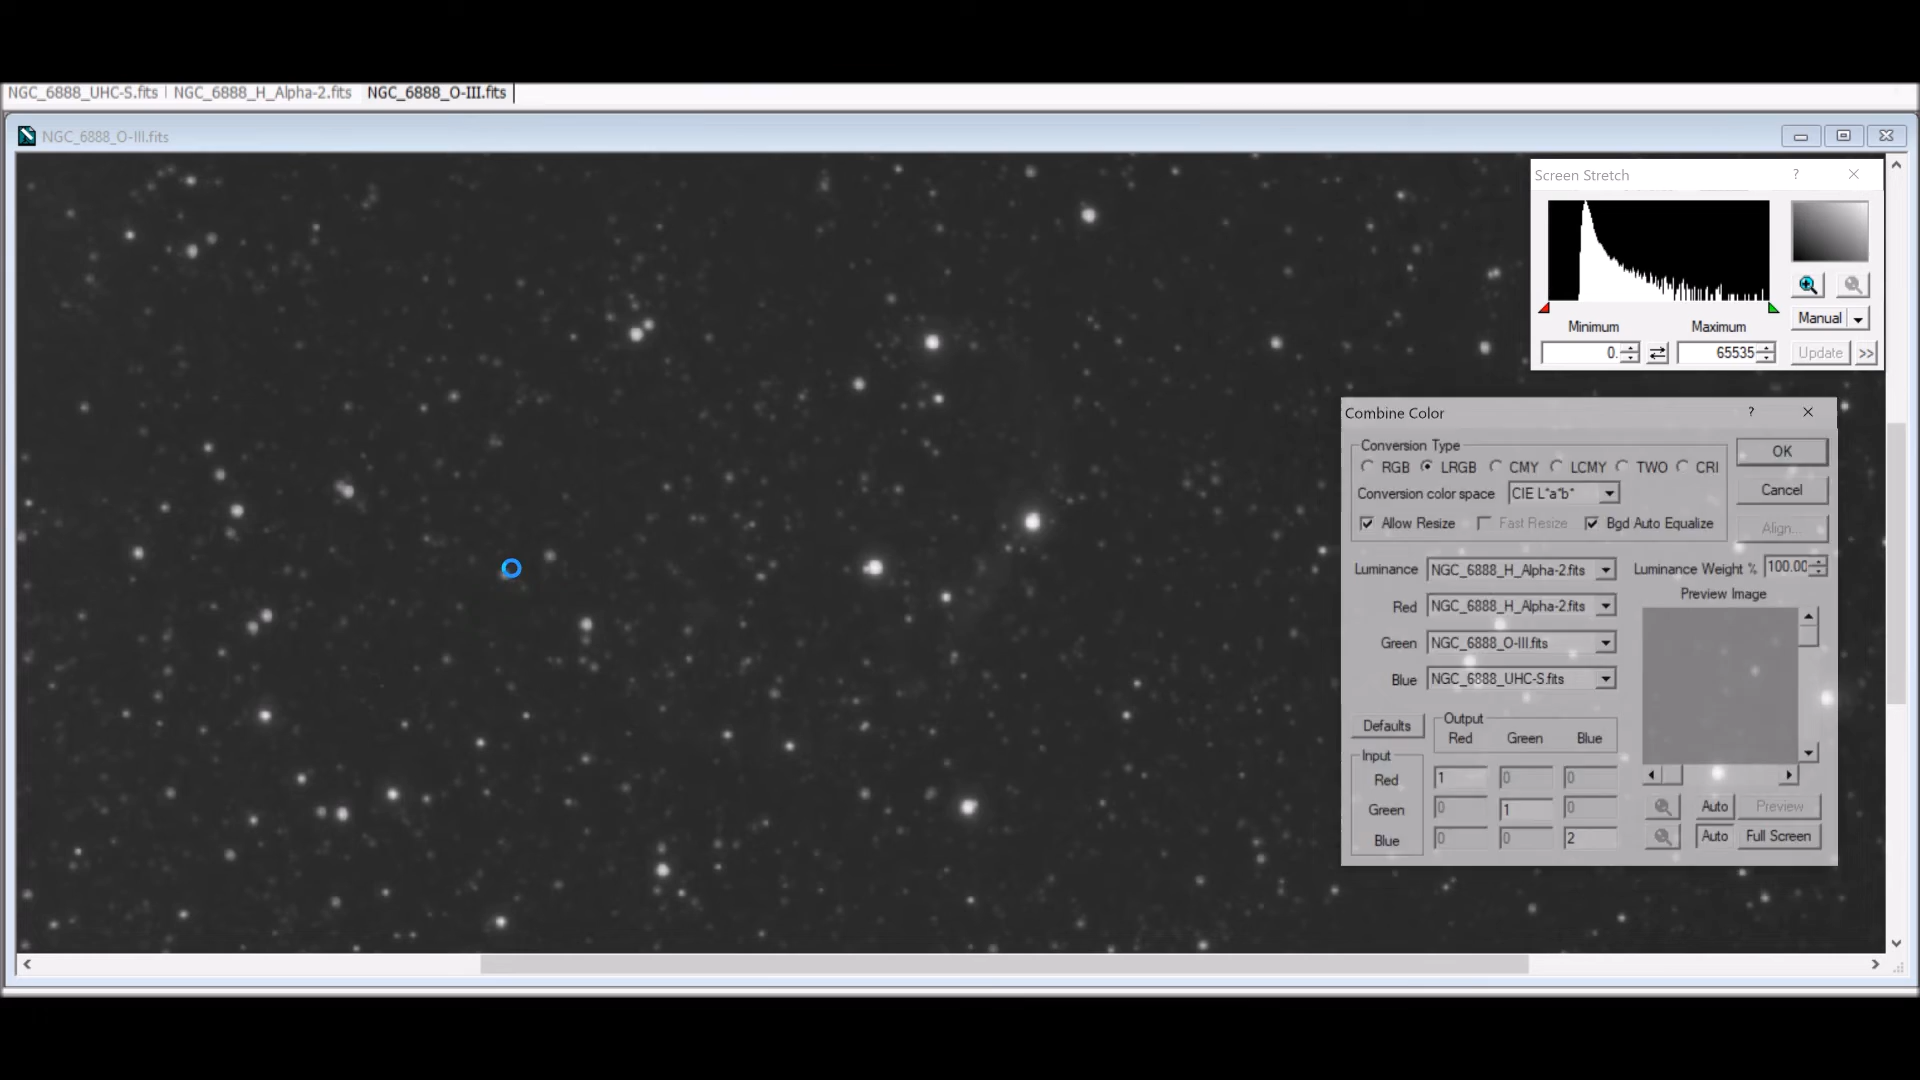 NGC_6888_UHC-S.fits NGC_6888_H_Alpha-2.fits NGC_6888_O-III.fits
NGC_6888_O-III.fits
Screen Stretch ?
Minimum Maximum Manual
0. 65535 Update >>
Combine Color ?
Conversion Type
RGB LRGB CMY LCMY TWO CRI
OK
Conversion color space CIE L*a*b*
Cancel
Allow Resize Fast Resize Bgd Auto Equalize
Align...
Luminance NGC_6888_H_Alpha-2.fits Luminance Weight % 100.00
Preview Image
Red NGC_6888_H_Alpha-2.fits
Green NGC_6888_O-III.fits
Blue NGC_6888_UHC-S.fits
Defaults Output
Red Green Blue
Input
Red 1 0 0
Green 0 1 0 Auto Preview
Blue 0 0 2 Auto Full Screen